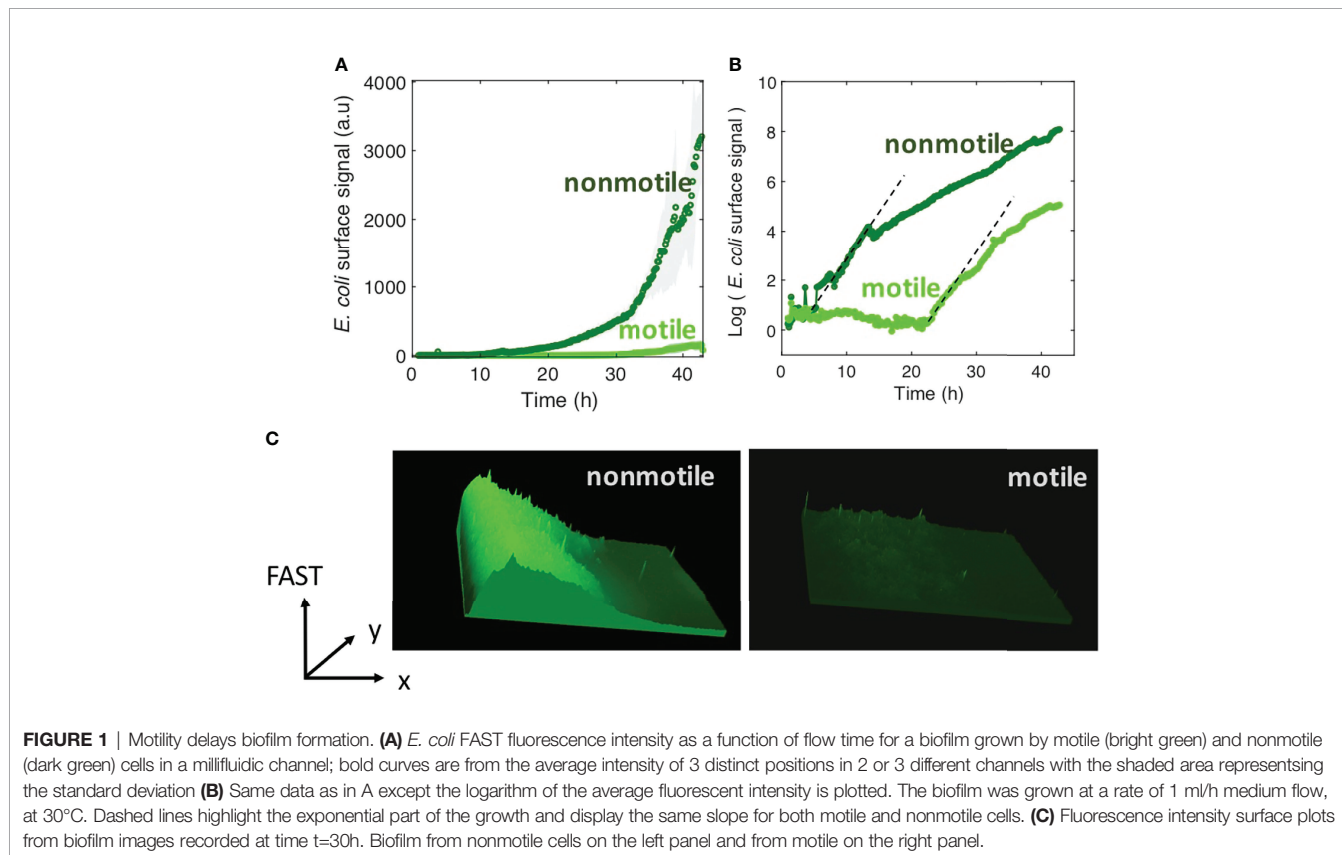 A
E. coli surface signal (a.u)
4000
3000
2000
1000
0
nonmotile
motile
0 10 20 30 40
Time (h)
B
Log ( E. coli surface signal )
10
8
6
4
2
0
nonmotile
motile
0 10 20 30 40
Time (h)
C
nonmotile
motile
FAST
y
x
FIGURE 1 | Motility delays biofilm formation. (A) E. coli FAST fluorescence intensity as a function of flow time for a biofilm grown by motile (bright green) and nonmotile
(dark green) cells in a millifluidic channel; bold curves are from the average intensity of 3 distinct positions in 2 or 3 different channels with the shaded area representsing
the standard deviation (B) Same data as in A except the logarithm of the average fluorescent intensity is plotted. The biofilm was grown at a rate of 1 ml/h medium flow,
at 30°C. Dashed lines highlight the exponential part of the growth and display the same slope for both motile and nonmotile cells. (C) Fluorescence intensity surface plots
from biofilm images recorded at time t=30h. Biofilm from nonmotile cells on the left panel and from motile on the right panel.